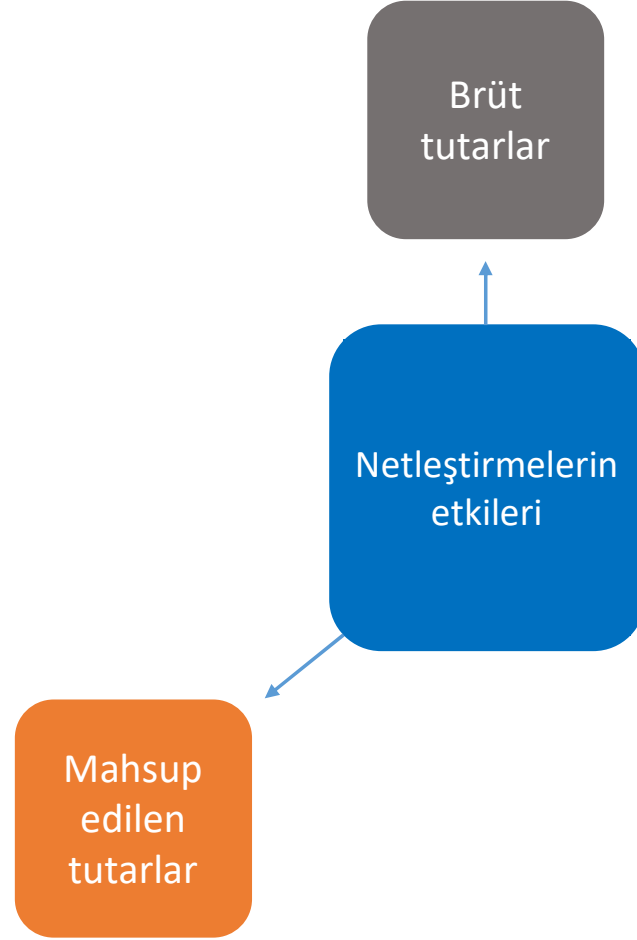 Brüt
tutarlar
Netleştirmelerin
etkileri
Mahsup
edilen
tutarlar